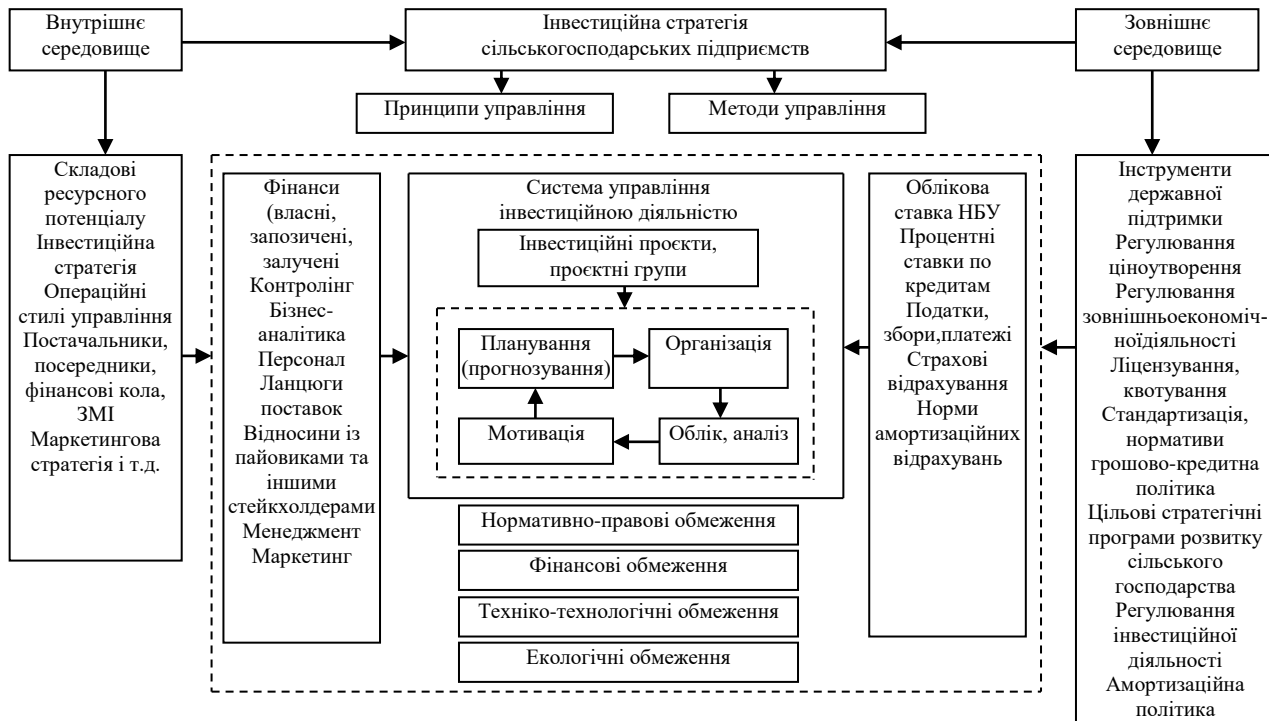 Внутрішнє
середовище
Інвестиційна стратегія
сільськогосподарських підприємств
Зовнішнє
середовище
Принципи управління
Методи управління
Складові
ресурсного
потенціалу
Інвестиційна
стратегія
Операційні
стилі управління
Постачальники,
посередники,
фінансові кола,
ЗМІ
Маркетингова
стратегія і т.д.
Фінанси
(власні,
запозичені,
залучені
Контролінг
Бізнес-
аналітика
Персонал
Ланцюги
поставок
Відносини із
пайовиками та
іншими
стейкхолдерами
Менеджмент
Маркетинг
Система управління
інвестиційною діяльністю
Інвестиційні проєкти,
проєктні групи
Планування
(прогнозування)
Організація
Мотивація
Облік, аналіз
Нормативно-правові обмеження
Фінансові обмеження
Техніко-технологічні обмеження
Екологічні обмеження
Облікова
ставка НБУ
Процентні
ставки по
кредитам
Податки,
збори,платежі
Страхові
відрахування
Норми
амортизаційних
відрахувань
Інструменти
державної
підтримки
Регулювання
ціноутворення
Регулювання
зовнішньоекономіч-
ноїдіяльності
Ліцензування,
квотування
Стандартизація,
нормативи
грошово-кредитна
політика
Цільові стратегічні
програми розвитку
сільського
господарства
Регулювання
інвестиційної
діяльності
Амортизаційна
політика